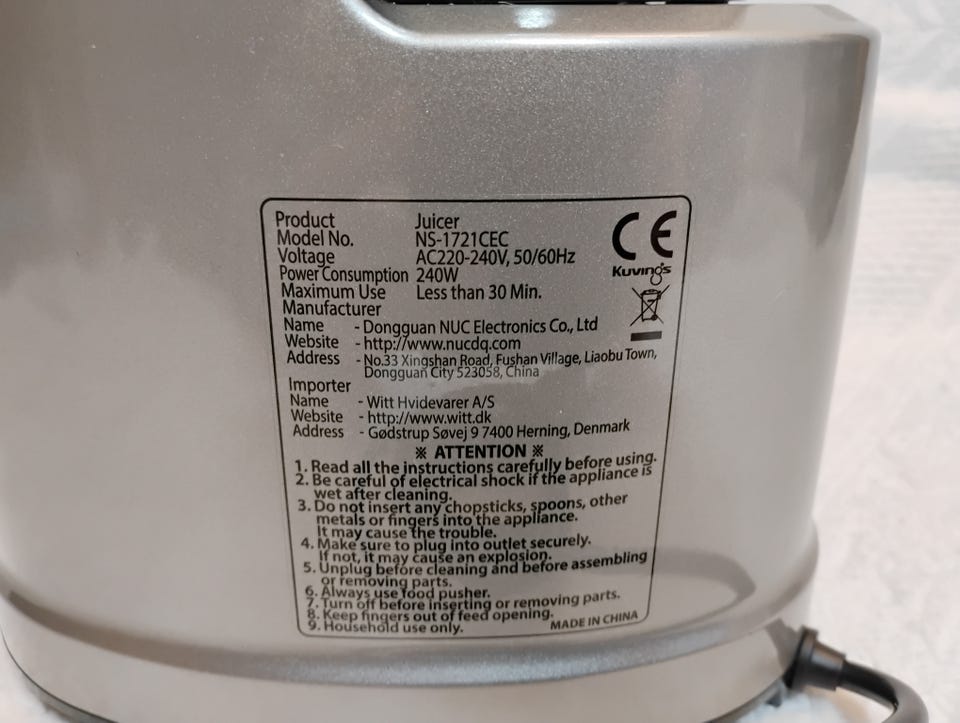 Product Juicer
Model No. NS-1721CEC
Voltage AC220-240V, 50/60Hz
Power Consumption 240W
Maximum Use Less than 30 Min.
Manufacturer
Name - Dongguan NUC Electronics Co., Ltd
Website - http://www.nucdq.com
Address - No.33 Xingshan Road, Fushan Village, Liaobu Town,
Dongguan City 523058, China
Importer
Name - Witt Hvidevarer A/S
Website - http://www.witt.dk
Address - Gødstrup Søvej 9 7400 Herning, Denmark
CE
Kuvings
※ ATTENTION ※
1. Read all the instructions carefully before using.
2. Be careful of electrical shock if the appliance is
wet after cleaning.
3. Do not insert any chopsticks, spoons, other
metals or fingers into the appliance.
It may cause the trouble.
4. Make sure to plug into outlet securely.
If not, it may cause an explosion.
5. Unplug before cleaning and before assembling
or removing parts.
6. Always use food pusher.
7. Turn off before inserting or removing parts.
8. Keep fingers out of feed opening.
9. Household use only.
MADE IN CHINA